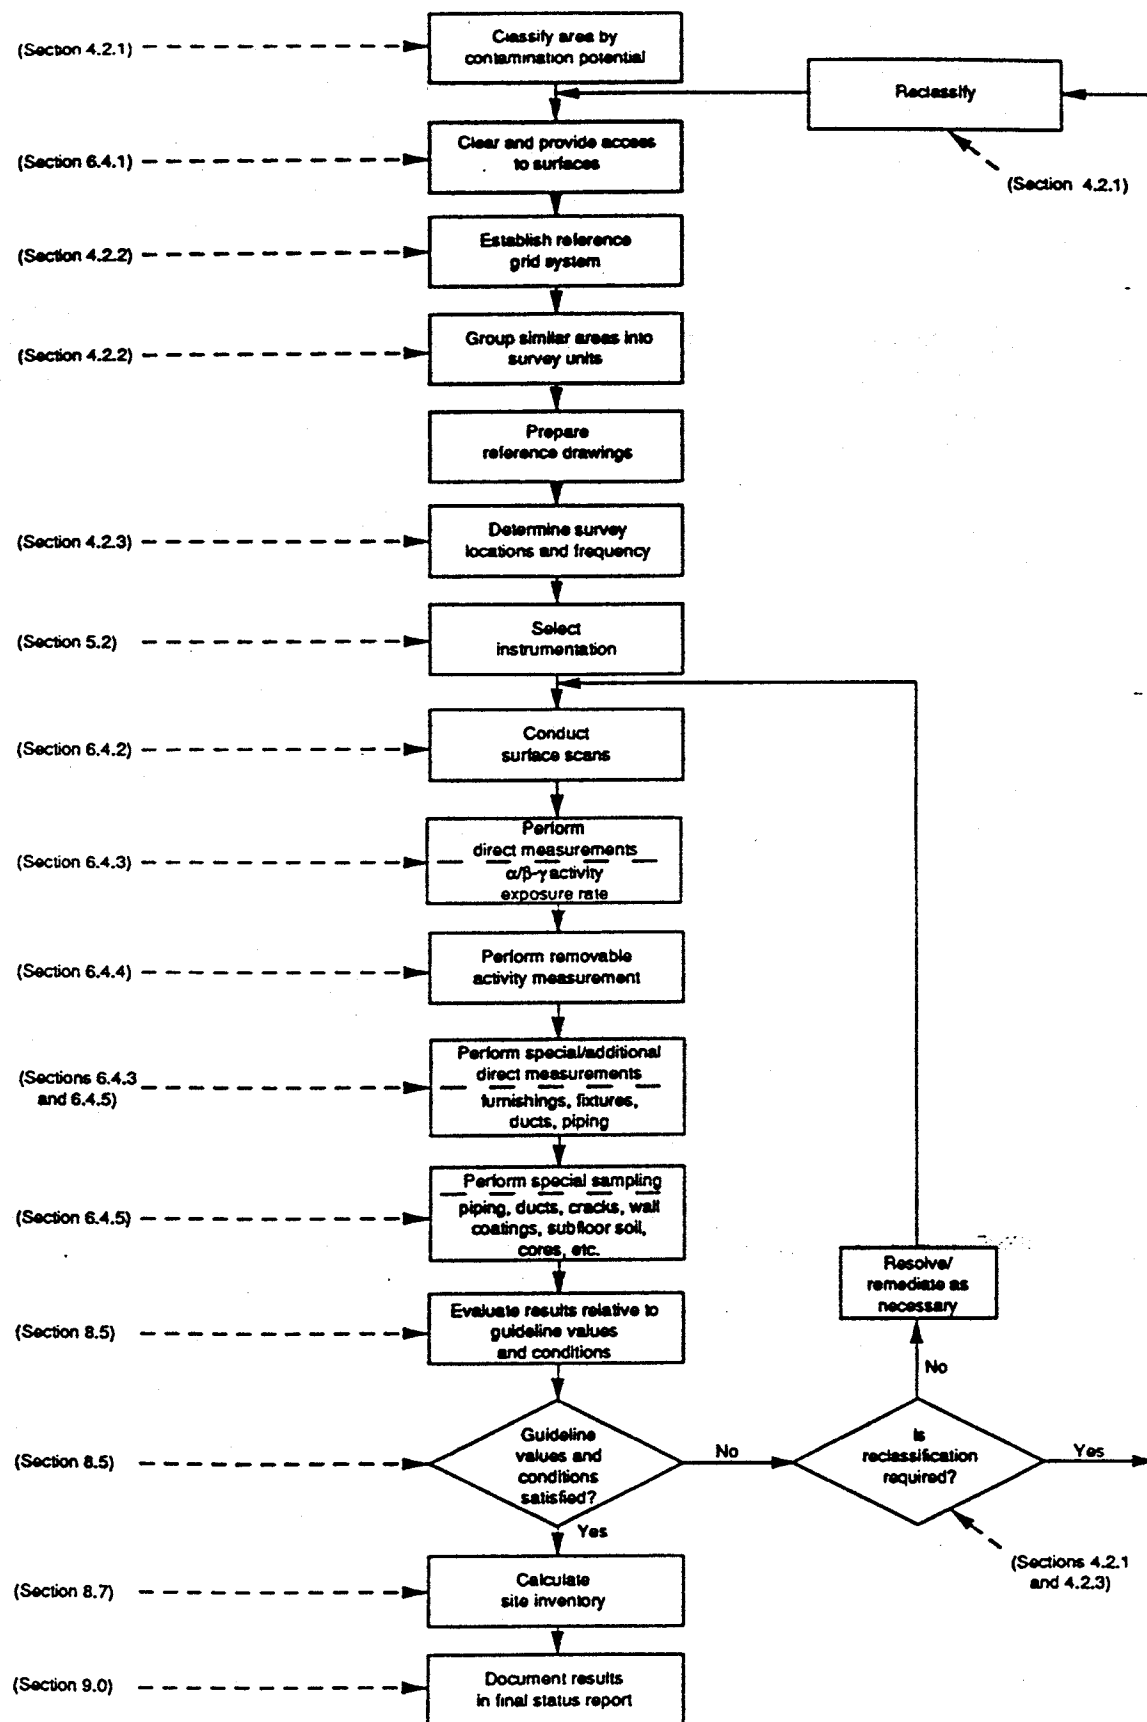 (Section 4.2.1)
Classify area by
contamination potential
Reclassify
(Section 4.2.1)
(Section 6.4.1)
Clear and provide access
to surfaces
(Section 4.2.2)
Establish reference
grid system
(Section 4.2.2)
Group similar areas into
survey units
Prepare
reference drawings
(Section 4.2.3)
Determine survey
locations and frequency
(Section 5.2)
Select
instrumentation
(Section 6.4.2)
Conduct
surface scans
(Section 6.4.3)
Perform
direct measurements
α/β-γ activity
exposure rate
(Section 6.4.4)
Perform removable
activity measurement
(Sections 6.4.3
and 6.4.5)
Perform special/additional
direct measurements
furnishings, fixtures,
ducts, piping
(Section 6.4.5)
Perform special sampling
piping, ducts, cracks, wall
coatings, subfloor soil,
cores, etc.
Resolve/
remediate as
necessary
(Section 8.5)
Evaluate results relative to
guideline values
and conditions
No
(Section 8.5)
Guideline
values and
conditions
satisfied?
No
Is
reclassification
required?
Yes
Yes
(Sections 4.2.1
and 4.2.3)
(Section 8.7)
Calculate
site inventory
(Section 9.0)
Document results
in final status report